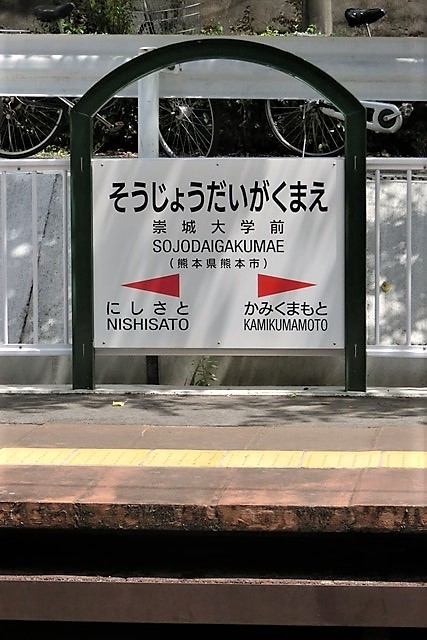 そうじょうだいがくまえ
崇城大学前
SOJODAIGAKUMAE
（熊本県熊本市）
にしさと かみくまもと
NISHISATO KAMIKUMAMOTO